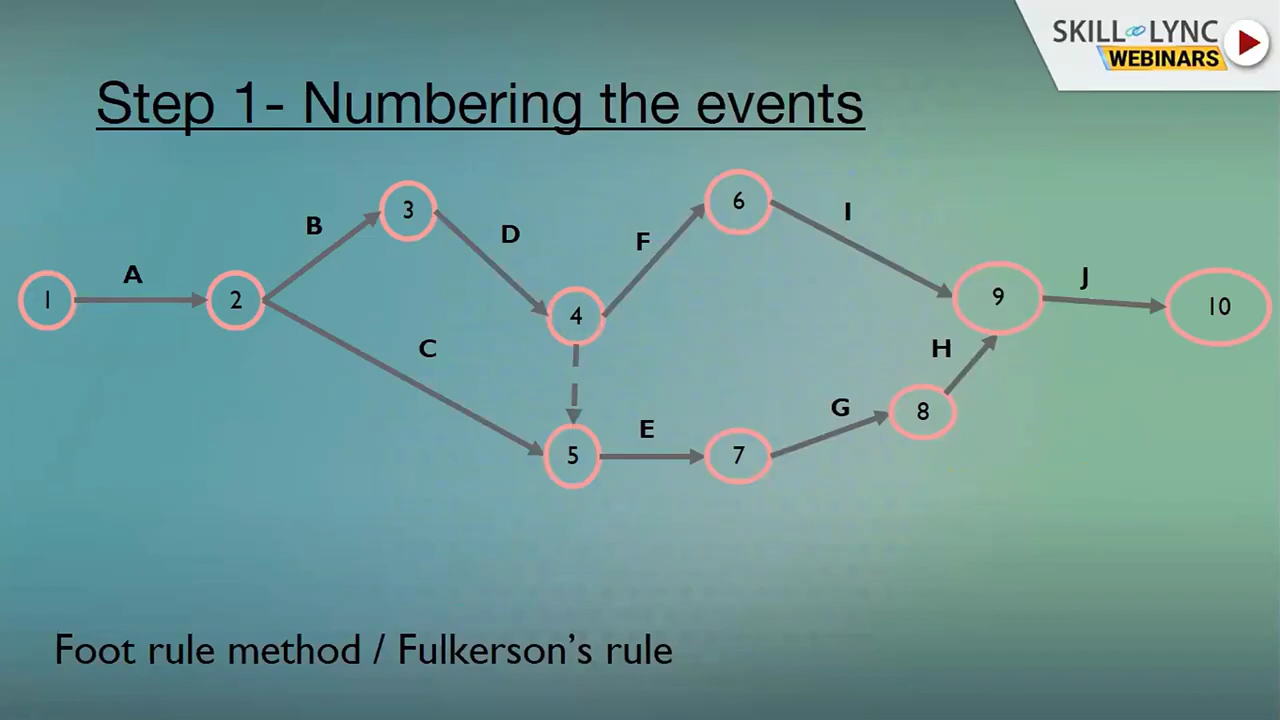 SKILL LYNC
WEBINARS
Step 1- Numbering the events
1
A
2
B
3
C
D
4
5
F
E
6
7
I
G
8
H
9
J
10
Foot rule method / Fulkerson's rule